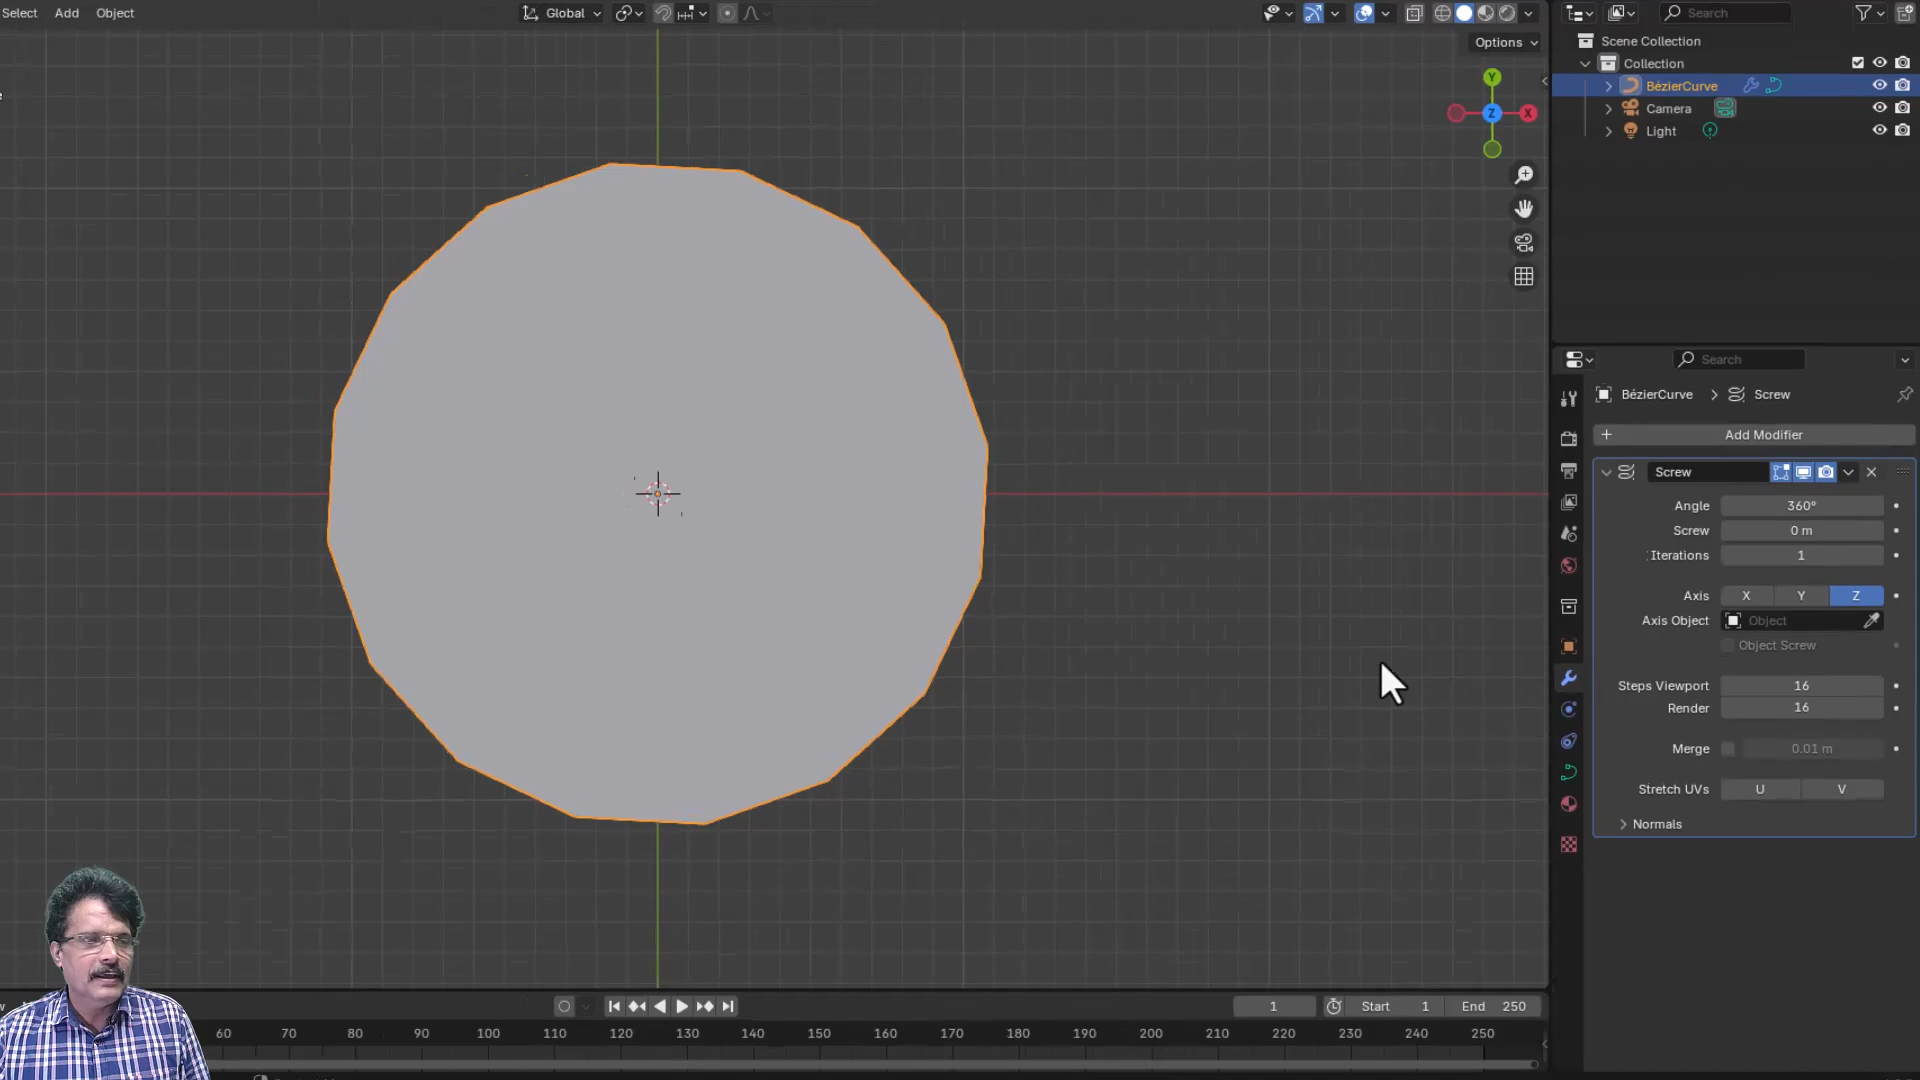 Select Add Object
Global
Options
Y
Z X
Search
Scene Collection
Collection
BézierCurve
Camera
Light
Search
BézierCurve > Screw
+ Add Modifier
Screw
Angle 360°
Screw 0 m
Iterations 1
Axis X Y Z
Axis Object Object
Object Screw
Steps Viewport 16
Render 16
Merge 0.01 m
Stretch UVs U V
Normals
1 Start 1 End 250
60 70 80 90 100 110 120 130 140 150 160 170 180 190 200 210 220 230 240 250